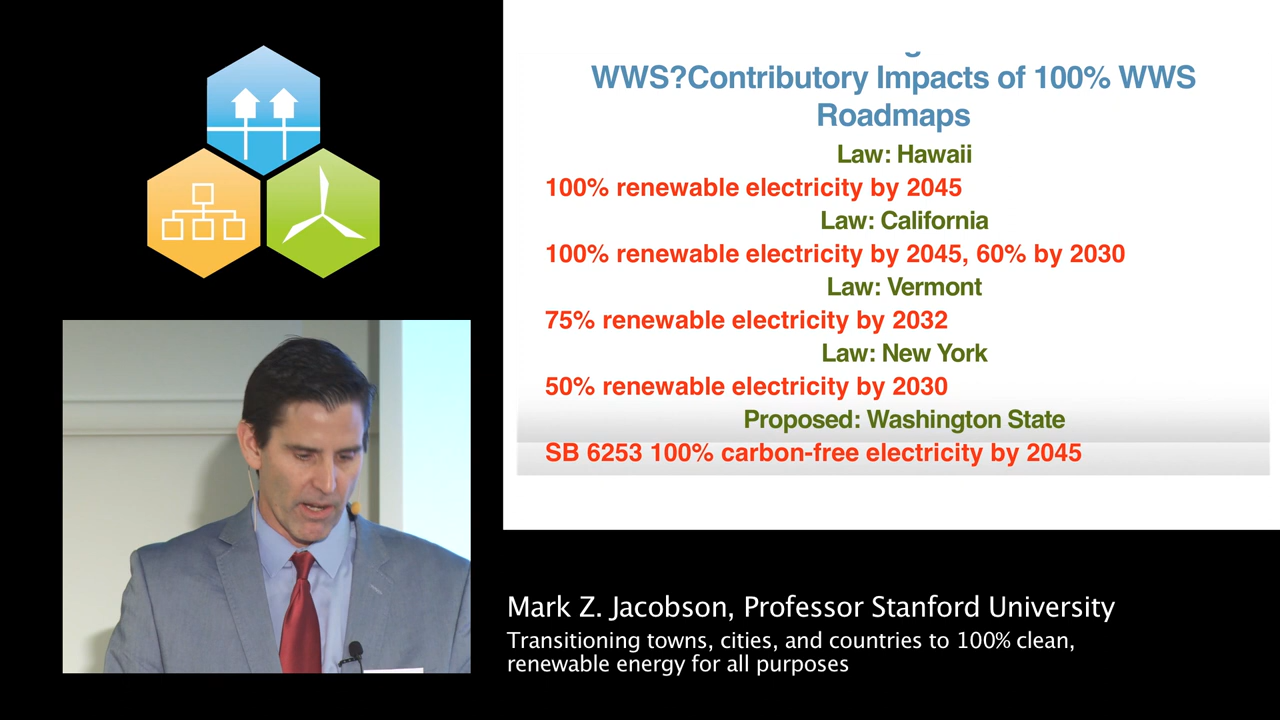 WWS?Contributory Impacts of 100% WWS
Roadmaps
Law: Hawaii
100% renewable electricity by 2045
Law: California
100% renewable electricity by 2045, 60% by 2030
Law: Vermont
75% renewable electricity by 2032
Law: New York
50% renewable electricity by 2030
Proposed: Washington State
SB 6253 100% carbon-free electricity by 2045
Mark Z. Jacobson, Professor Stanford University
Transitioning towns, cities, and countries to 100% clean,
renewable energy for all purposes